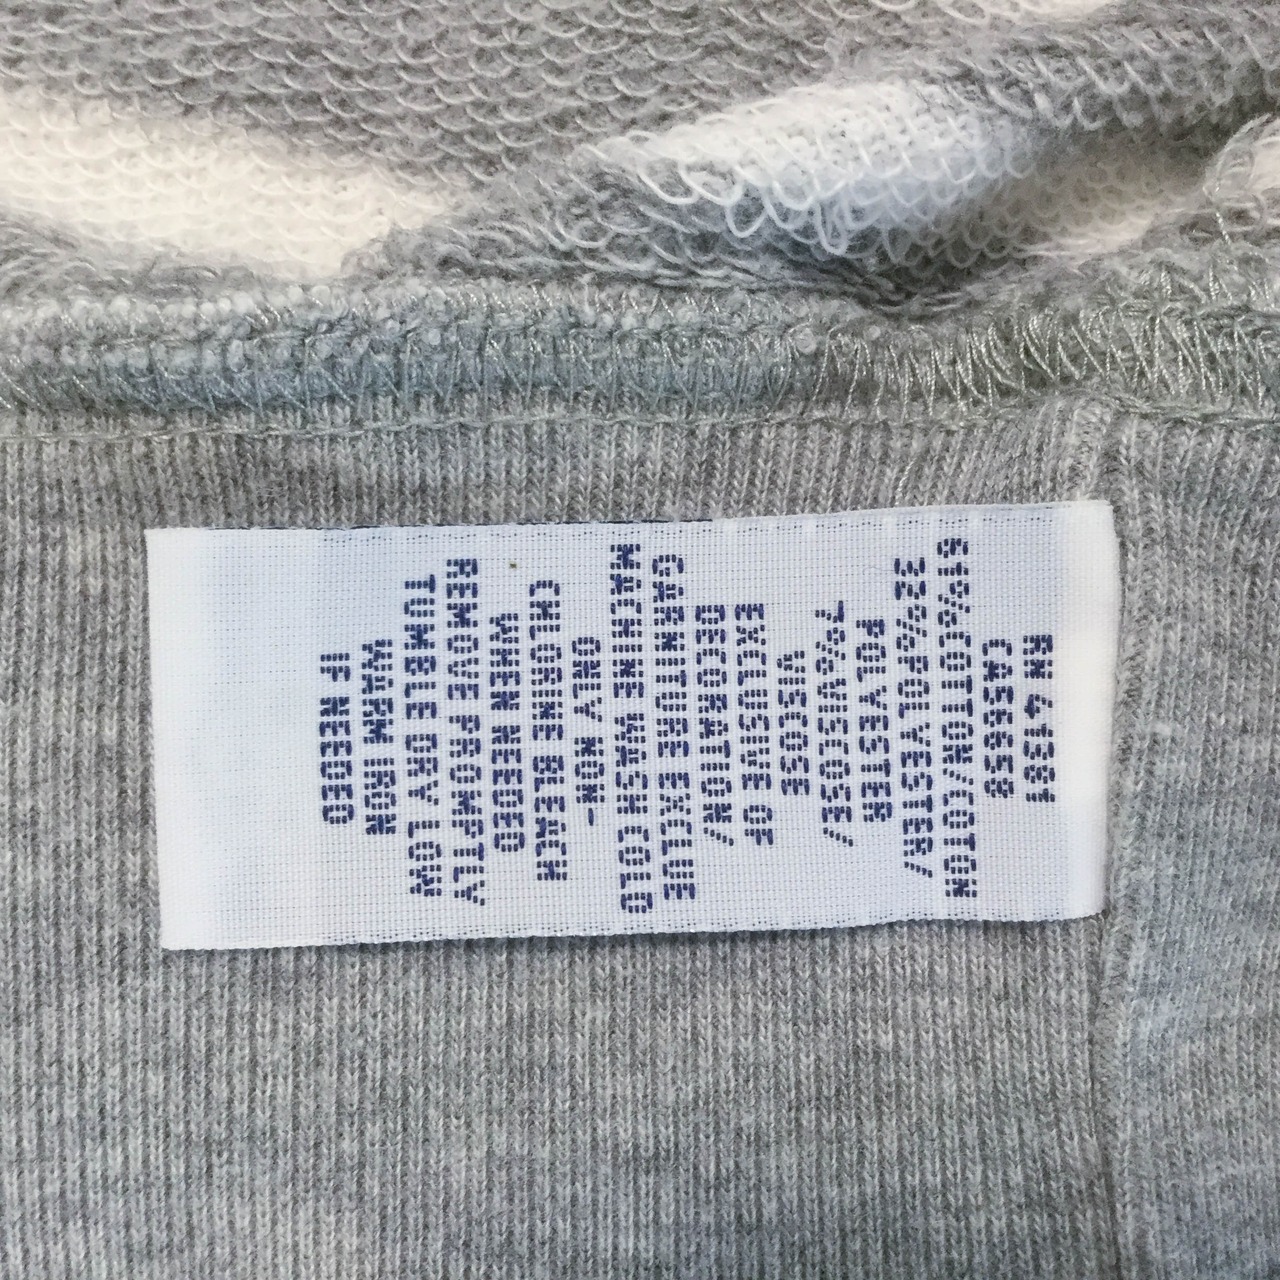 RN 41381
CA56658
61%COTTON/COTON
32%POLYESTER/
POLYESTER
7%VISCOSE/
VISCOSE
EXCLUSIVE OF
DECORATION/
GARNITURE EXCLUE
MACHINE WASH COLD
ONLY NON-
CHLORINE BLEACH
WHEN NEEDED
REMOVE PROMPTLY
TUMBLE DRY LOW
WARM IRON
IF NEEDED